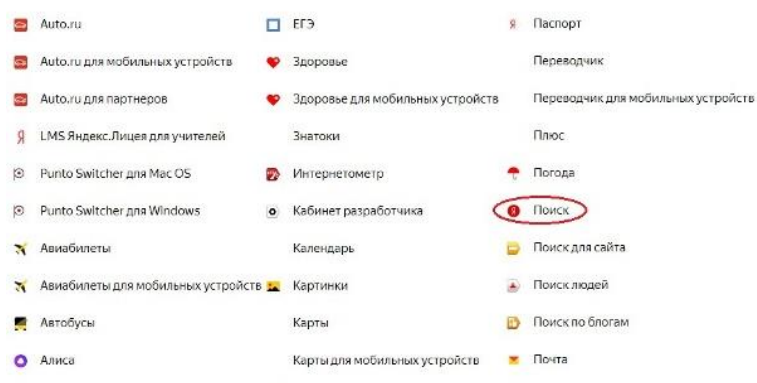 Auto.ru
Auto.ru для мобильных устройств
Auto.ru для партнеров
LMS Яндекс.Лицея для учителей
Punto Switcher для Mac OS
Punto Switcher для Windows
Авиабилеты
Авиабилеты для мобильных устройств
Автобусы
Алиса
ЕГЭ
Здоровье
Здоровье для мобильных устройств
Знатоки
Интернетометр
Кабинет разработчика
Календарь
Картинки
Карты
Карты для мобильных устройств
Паспорт
Переводчик
Переводчик для мобильных устройств
Плюс
Погода
Поиск
Поиск для сайта
Поиск людей
Поиск по блогам
Почта